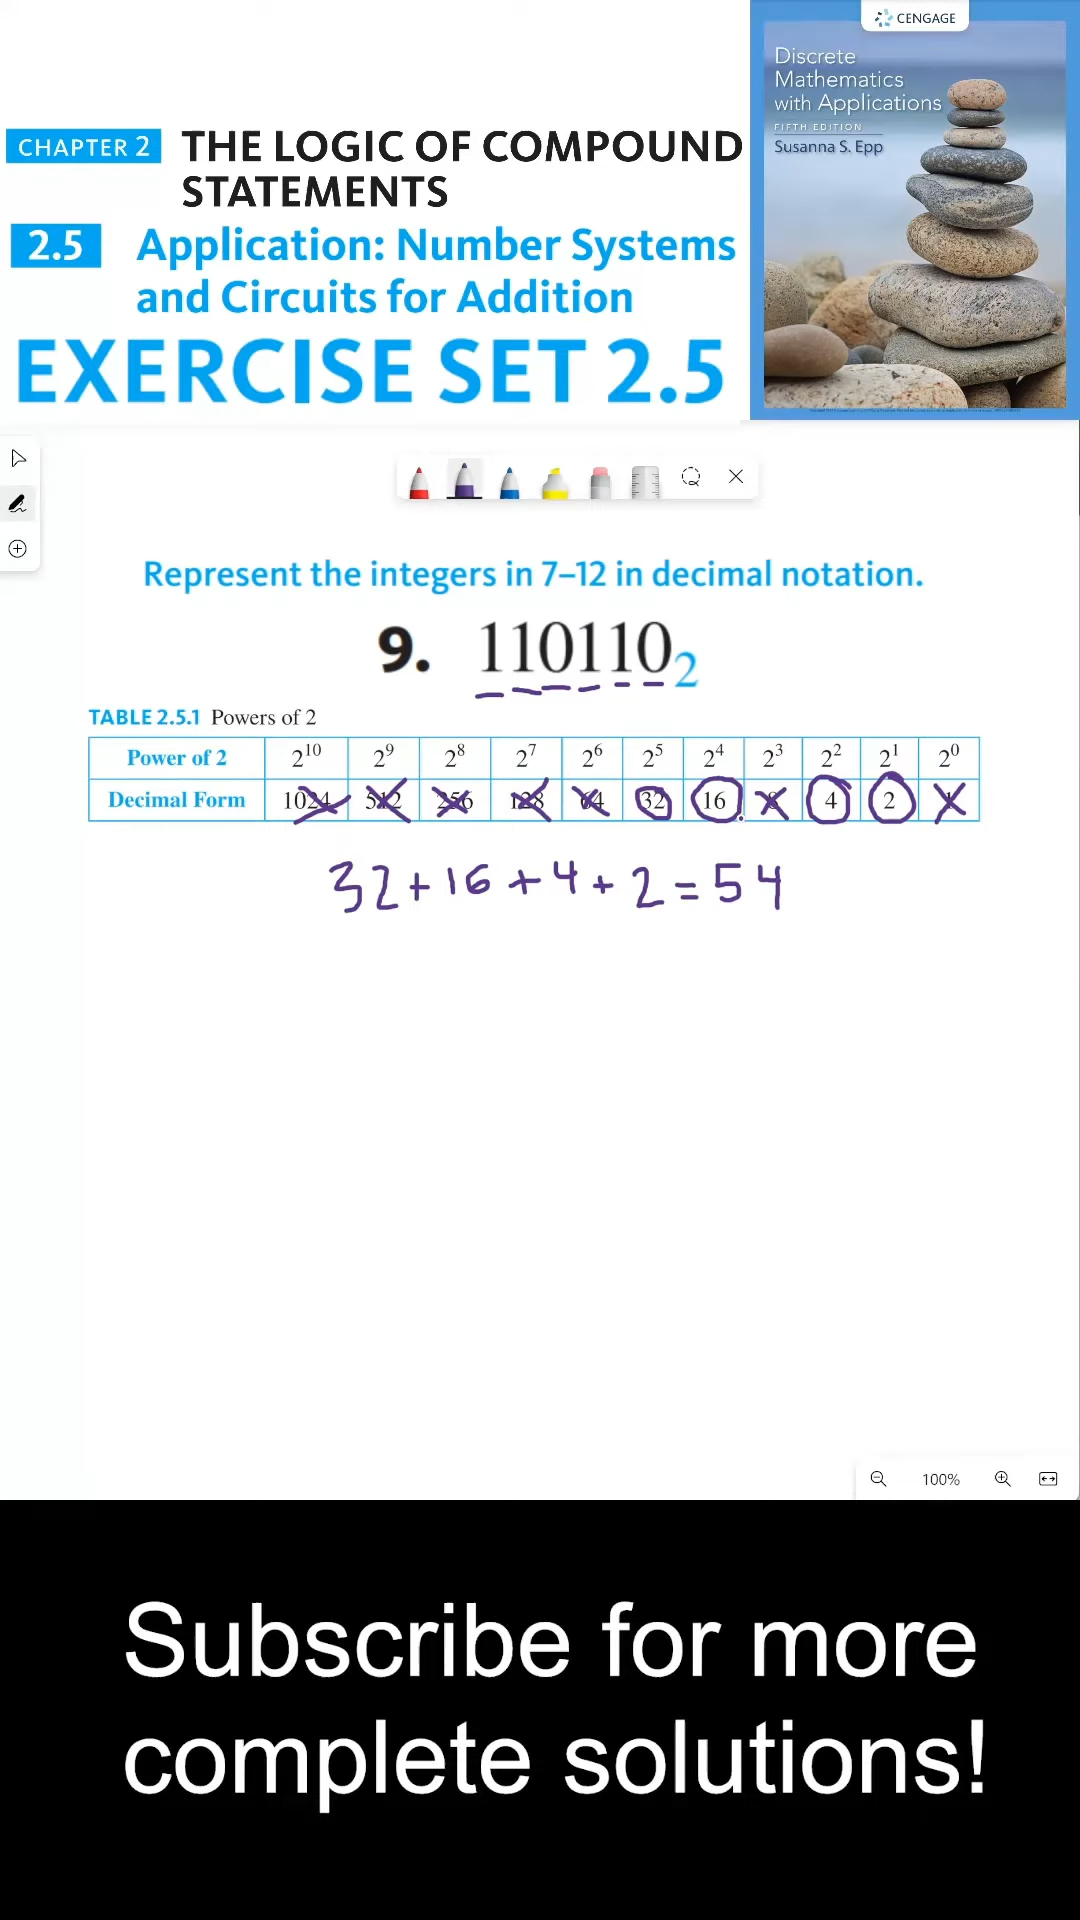 CENGAGE
Discrete
Mathematics
with Applications
FIFTH EDITION
Susanna S. Epp
CHAPTER 2 THE LOGIC OF COMPOUND
STATEMENTS
2.5 Application: Number Systems
and Circuits for Addition
EXERCISE SET 2.5
Represent the integers in 7–12 in decimal notation.
9. 110110₂
TABLE 2.5.1 Powers of 2
Power of 2 2¹⁰ 2⁹ 2⁸ 2⁷ 2⁶ 2⁵ 2⁴ 2³ 2² 2¹ 2⁰
Decimal Form 1024 512 256 128 64 32 16 8 4 2 1
32+16+4+2=54
100%
Subscribe for more
complete solutions!